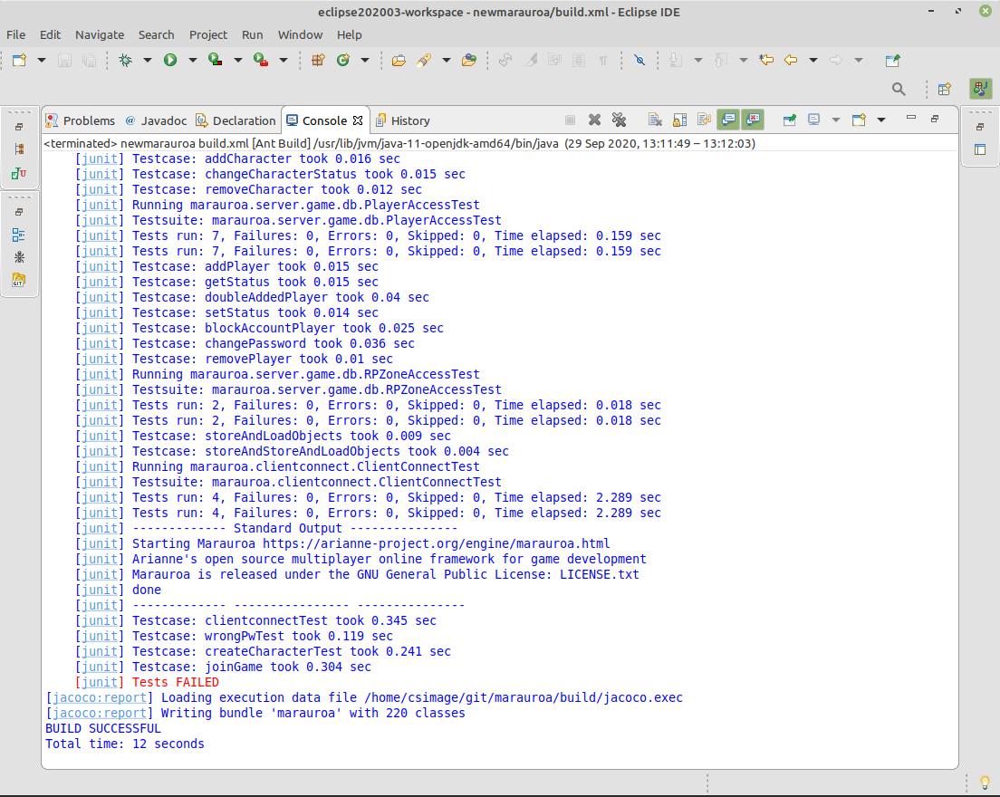 eclipse202003-workspace - newmarauroa/build.xml - Eclipse IDE
File Edit Navigate Search Project Run Window Help
Problems @ Javadoc Declaration Console History
<terminated> newmarauroa build.xml [Ant Build] /usr/lib/jvm/java-11-openjdk-amd64/bin/java (29 Sep 2020, 13:11:49 – 13:12:03)
[junit] Testcase: addCharacter took 0.016 sec
[junit] Testcase: changeCharacterStatus took 0.015 sec
[junit] Testcase: removeCharacter took 0.012 sec
[junit] Running marauroa.server.game.db.PlayerAccessTest
[junit] Testsuite: marauroa.server.game.db.PlayerAccessTest
[junit] Tests run: 7, Failures: 0, Errors: 0, Skipped: 0, Time elapsed: 0.159 sec
[junit] Tests run: 7, Failures: 0, Errors: 0, Skipped: 0, Time elapsed: 0.159 sec
[junit] Testcase: addPlayer took 0.015 sec
[junit] Testcase: getStatus took 0.015 sec
[junit] Testcase: doubleAddedPlayer took 0.04 sec
[junit] Testcase: setStatus took 0.014 sec
[junit] Testcase: blockAccountPlayer took 0.025 sec
[junit] Testcase: changePassword took 0.036 sec
[junit] Testcase: removePlayer took 0.01 sec
[junit] Running marauroa.server.game.db.RPZoneAccessTest
[junit] Testsuite: marauroa.server.game.db.RPZoneAccessTest
[junit] Tests run: 2, Failures: 0, Errors: 0, Skipped: 0, Time elapsed: 0.018 sec
[junit] Tests run: 2, Failures: 0, Errors: 0, Skipped: 0, Time elapsed: 0.018 sec
[junit] Testcase: storeAndLoadObjects took 0.009 sec
[junit] Testcase: storeAndStoreAndLoadObjects took 0.004 sec
[junit] Running marauroa.clientconnect.ClientConnectTest
[junit] Testsuite: marauroa.clientconnect.ClientConnectTest
[junit] Tests run: 4, Failures: 0, Errors: 0, Skipped: 0, Time elapsed: 2.289 sec
[junit] Tests run: 4, Failures: 0, Errors: 0, Skipped: 0, Time elapsed: 2.289 sec
[junit] ------------- Standard Output ---------------
[junit] Starting Marauroa https://arianne-project.org/engine/marauroa.html
[junit] Arianne's open source multiplayer online framework for game development
[junit] Marauroa is released under the GNU General Public License: LICENSE.txt
[junit] done
[junit] ------------- ---------------- ---------------
[junit] Testcase: clientconnectTest took 0.345 sec
[junit] Testcase: wrongPwTest took 0.119 sec
[junit] Testcase: createCharacterTest took 0.241 sec
[junit] Testcase: joinGame took 0.304 sec
[junit] Tests FAILED
[jacoco:report] Loading execution data file /home/csimage/git/marauroa/build/jacoco.exec
[jacoco:report] Writing bundle 'marauroa' with 220 classes
BUILD SUCCESSFUL
Total time: 12 seconds